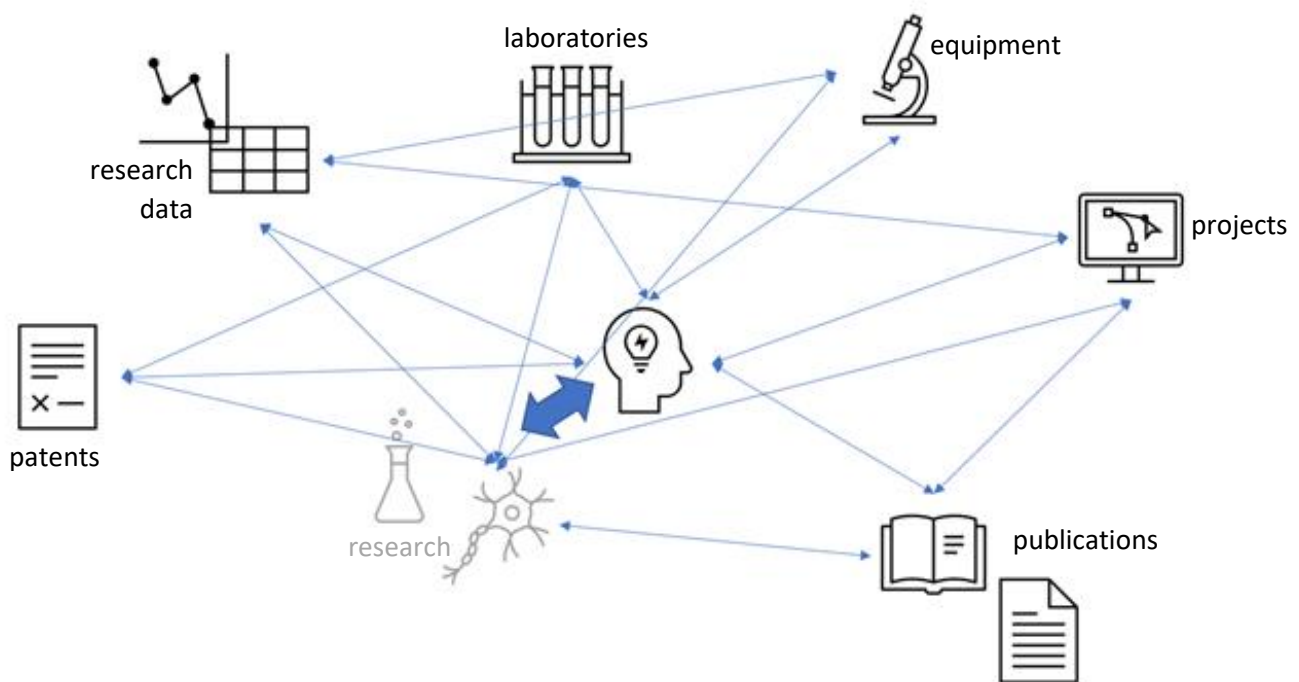 laboratories
equipment
research
data
projects
patents
research
publications